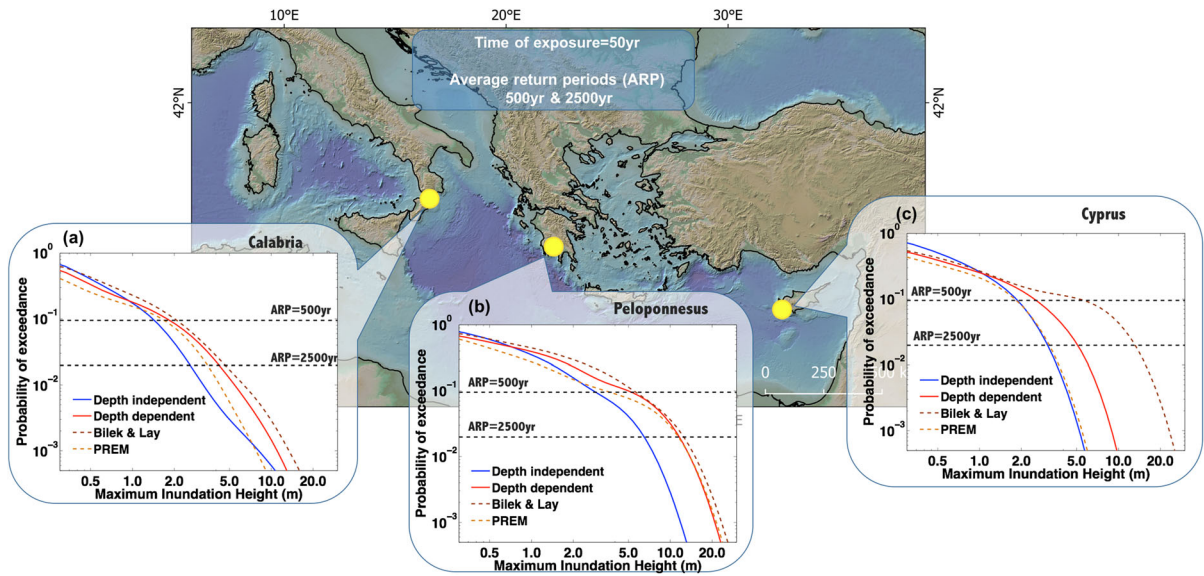 10°E 20°E 30°E
Time of exposure=50yr
Average return periods (ARP)
500yr & 2500yr
42°N
42°N
(a)
Calabria
Probability of exceedance
10⁰
10⁻¹
10⁻²
10⁻³
ARP=500yr
ARP=2500yr
Depth independent
Depth dependent
Bilek & Lay
PREM
0.5 1.0 2.0 5.0 10.0
Maximum Inundation Height (m)
(b)
Peloponnesus
Probability of exceedance
10⁰
10⁻¹
10⁻²
10⁻³
ARP=500yr
ARP=2500yr
Depth independent
Depth dependent
Bilek & Lay
PREM
0.5 1.0 2.0 5.0 10.0 20.0
Maximum Inundation Height (m)
(c)
Cyprus
Probability of exceedance
10⁰
10⁻¹
10⁻²
10⁻³
ARP=500yr
ARP=2500yr
Depth independent
Depth dependent
Bilek & Lay
PREM
0.5 1.0 2.0 5.0 10.0 20.0
Maximum Inundation Height (m)
0 250